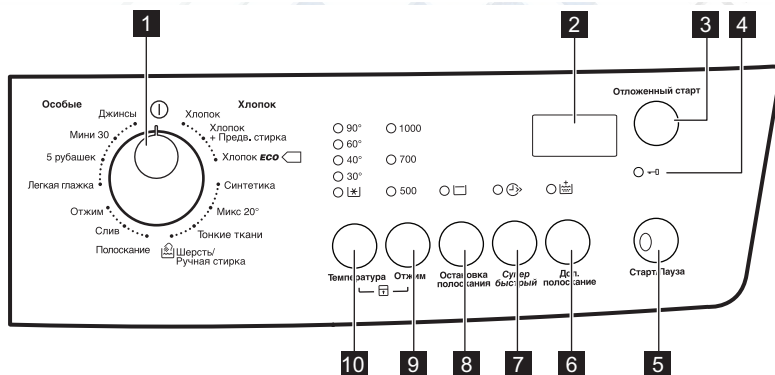 1
2
3
4
Особые
Хлопок
Отложенный старт
Джинсы
Хлопок
Мини 30
Хлопок
+ Предв. стирка
5 рубашек
Хлопок ECO
Легкая глажка
Синтетика
Отжим
Микс 20°
Слив
Тонкие ткани
Полоскание
Шерсть/
Ручная стирка
90°
1000
60°
40°
700
30°
500
Температура
Отжим
Остановка
полоскания
Супер
быстрый
Доп.
полоскание
Старт/Пауза
10
9
8
7
6
5